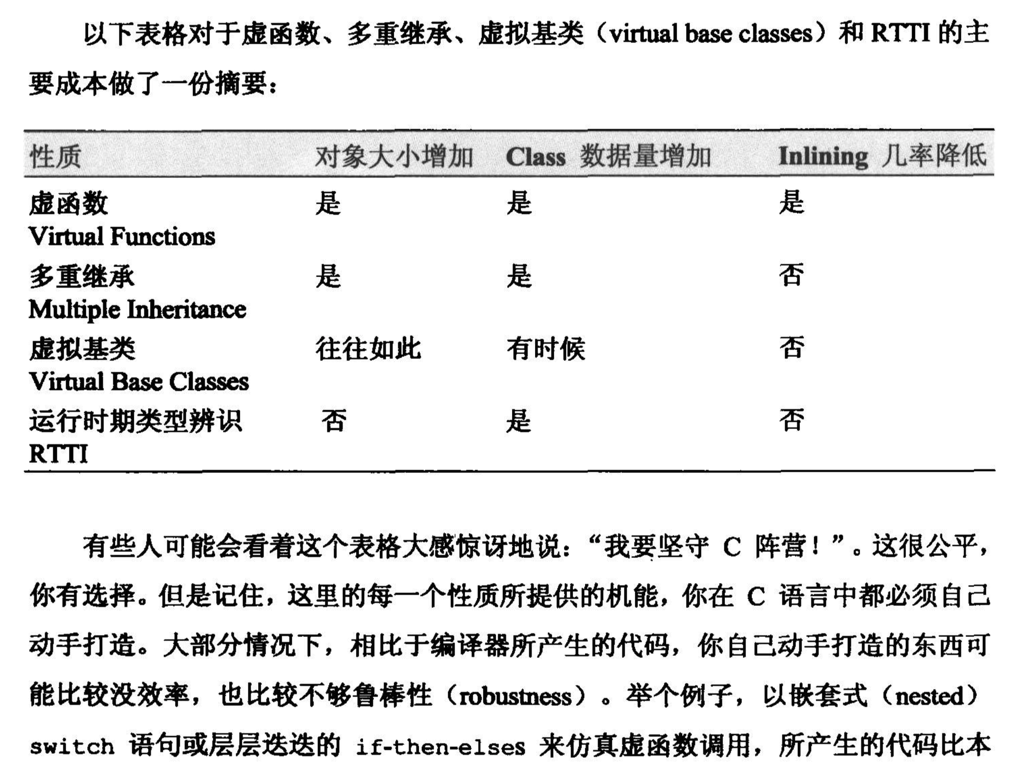 以下表格对于虚函数、多重继承、虚拟基类（virtual base classes）和 RTTI 的主
要成本做了一份摘要：
性质 对象大小增加 Class 数据量增加 Inlining 几率降低
虚函数 是 是 是
Virtual Functions
多重继承 是 是 否
Multiple Inheritance
虚拟基类 往往如此 有时候 否
Virtual Base Classes
运行时期类型辨识 否 是 否
RTTI
有些人可能会看着这个表格大感惊讶地说：“我要坚守 C 阵营！”。这很公平，
你有选择。但是记住，这里的每一个性质所提供的机能，你在 C 语言中都必须自己
动手打造。大部分情况下，相比于编译器所产生的代码，你自己动手打造的东西可
能比较没效率，也比较不够鲁棒性（robustness）。举个例子，以嵌套式（nested）
switch 语句或层层迭迭的 if-then-elses 来仿真虚函数调用，所产生的代码比本